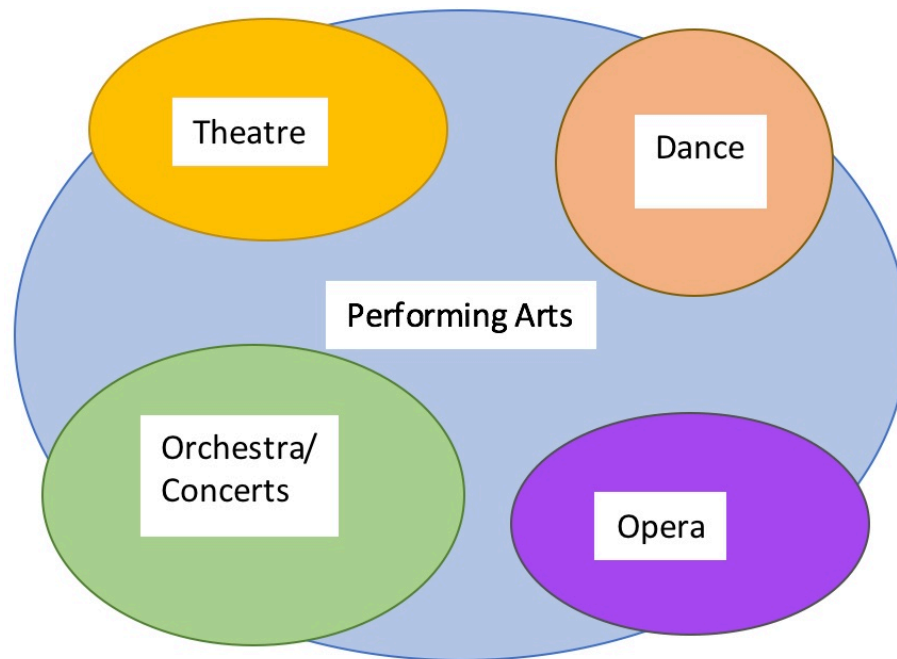 Theatre
Dance
Performing Arts
Orchestra/
Concerts
Opera